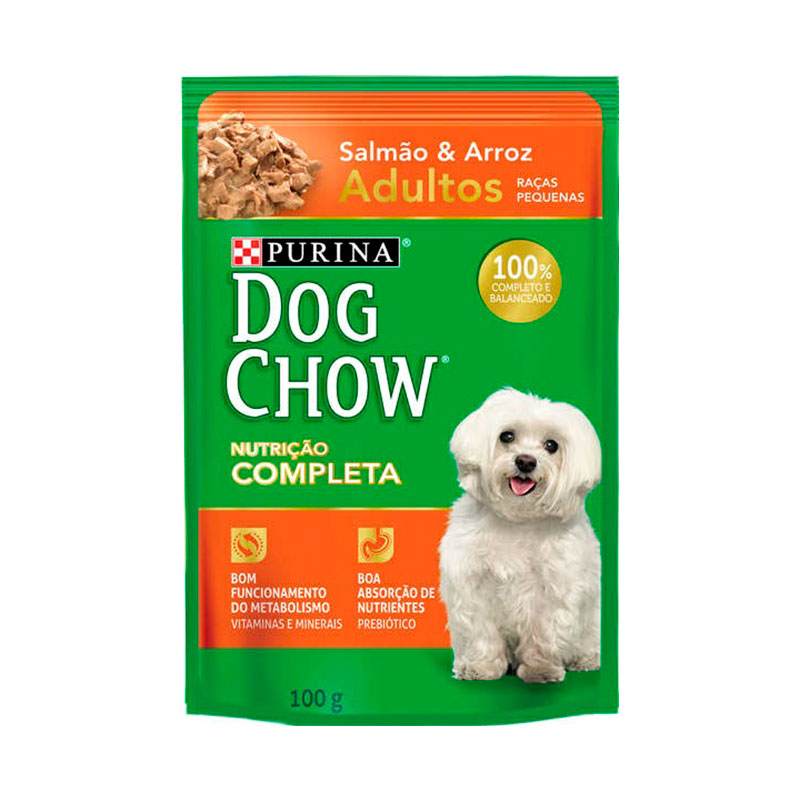 Salmão & Arroz
Adultos
RAÇAS
PEQUENAS
PURINA®
100%
COMPLETO E
BALANCEADO
DOG
CHOW®
NUTRIÇÃO
COMPLETA
BOM
FUNCIONAMENTO
DO METABOLISMO
VITAMINAS E MINERAIS
BOA
ABSORÇÃO DE
NUTRIENTES
PREBIÓTICO
100 g